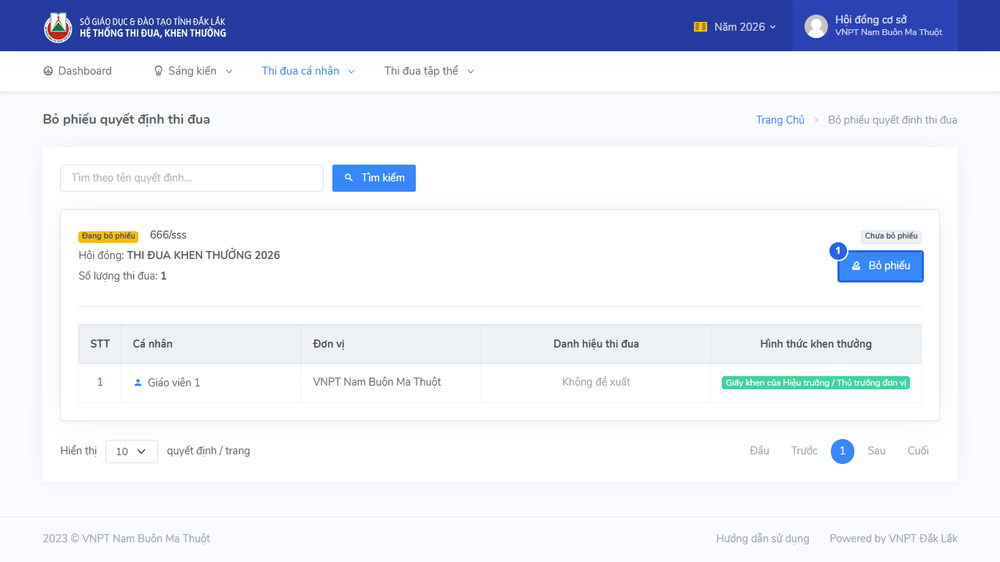 SỞ GIÁO DỤC & ĐÀO TẠO TỈNH ĐẮK LẮK
HỆ THỐNG THI ĐUA, KHEN THƯỞNG
Năm 2026
Hội đồng cơ sở
VNPT Nam Buôn Ma Thuột
Dashboard
Sáng kiến
Thi đua cá nhân
Thi đua tập thể
Bỏ phiếu quyết định thi đua
Trang Chủ
Bỏ phiếu quyết định thi đua
Tìm theo tên quyết định...
Tìm kiếm
Đang bỏ phiếu 666/sss
Chưa bỏ phiếu
Hội đồng: THI ĐUA KHEN THƯỞNG 2026
1
Bỏ phiếu
Số lượng thi đua: 1
STT Cá nhân Đơn vị Danh hiệu thi đua Hình thức khen thưởng
1 Giáo viên 1 VNPT Nam Buôn Ma Thuột Không đề xuất Giấy khen của Hiệu trưởng / Thủ trưởng đơn vị
Hiển thị 10 quyết định / trang
Đầu Trước 1 Sau Cuối
2023 © VNPT Nam Buôn Ma Thuột
Hướng dẫn sử dụng
Powered by VNPT Đắk Lắk